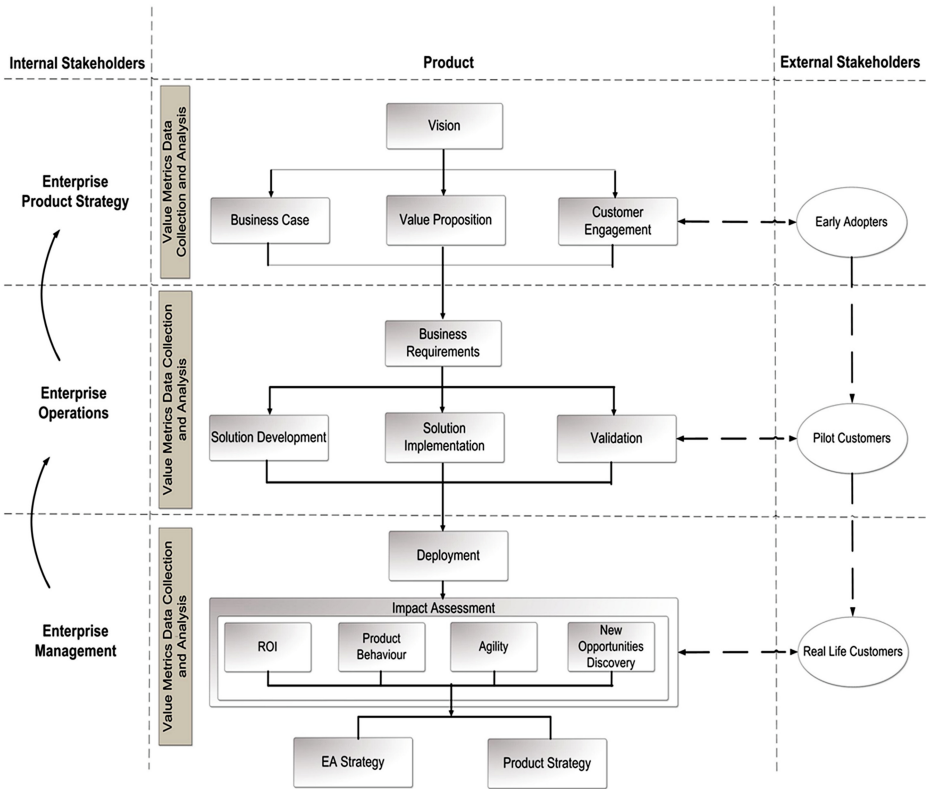 Internal Stakeholders
Product
External Stakeholders
Value Metrics Data
Collection and Analysis
Enterprise
Product Strategy
Vision
Business Case
Value Proposition
Customer
Engagement
Early Adopters
Value Metrics Data Collection
and Analysis
Enterprise
Operations
Business
Requirements
Solution Development
Solution
Implementation
Validation
Pilot Customers
Value Metrics Data Collection
and Analysis
Enterprise
Management
Deployment
Impact Assessment
ROI
Product
Behaviour
Agility
New
Opportunities
Discovery
Real Life Customers
EA Strategy
Product Strategy